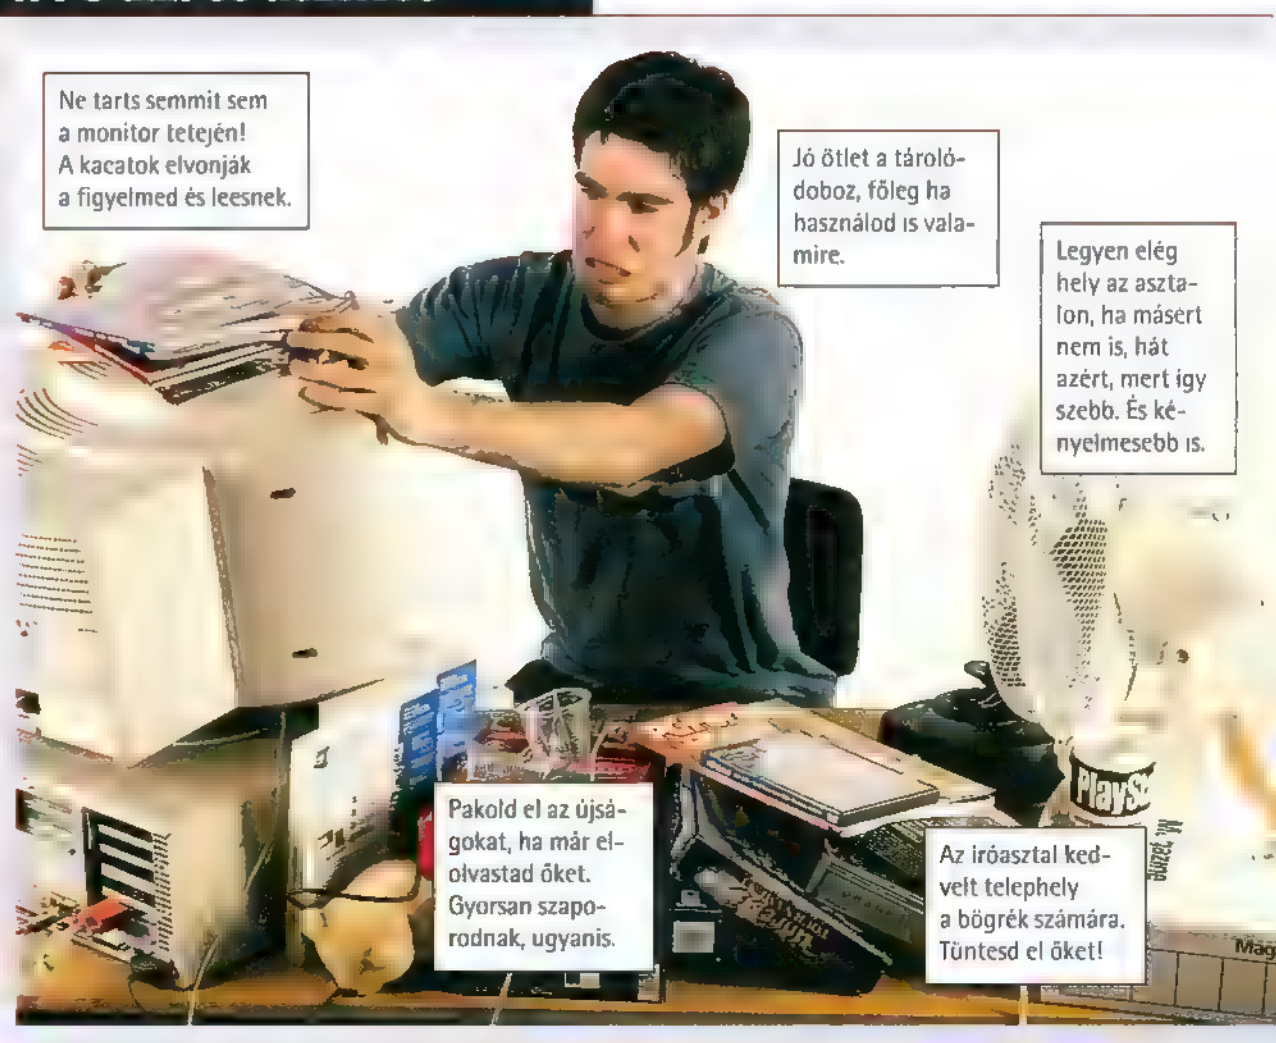 Ne tarts semmit sem
a monitor tetején!
A kacatok elvonják
a figyelmed és leesnek.
Jó ötlet a tároló-
doboz, főleg ha
használod is vala-
mire.
Legyen elég
hely az aszta-
lon, ha másért
nem is, hát
azért, mert így
szebb. És ké-
nyelmesebb is.
Pakold el az újsá-
gokat, ha már el-
olvastad őket.
Gyorsan szapo-
rodnak, ugyanis.
Az íróasztal ked-
velt telephely
a bögrék számára.
Tüntesd el őket!
PlaySt
Mag